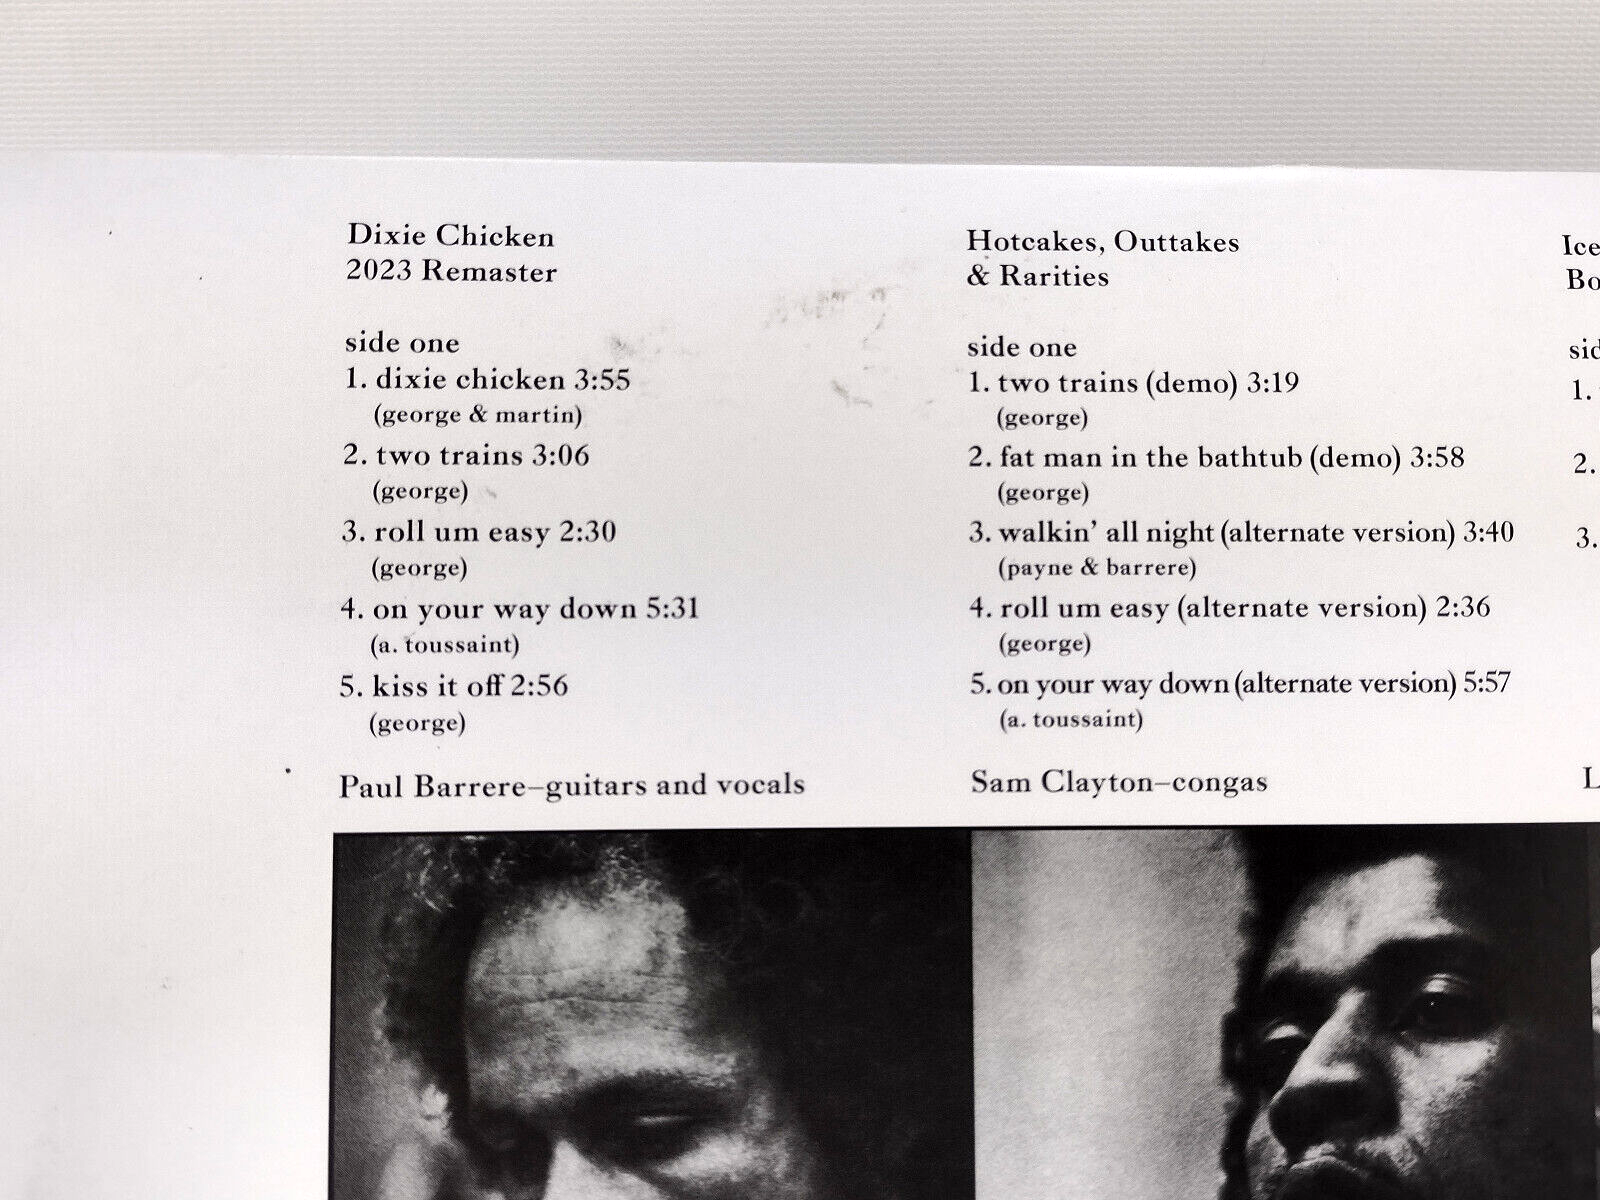 Dixie Chicken
2023 Remaster
side one
1. dixie chicken 3:55
(george & martin)
2. two trains 3:06
(george)
3. roll um easy 2:30
(george)
4. on your way down 5:31
(a. toussaint)
5. kiss it off 2:56
(george)
Paul Barrere–guitars and vocals
Hotcakes, Outtakes
& Rarities
side one
1. two trains (demo) 3:19
(george)
2. fat man in the bathtub (demo) 3:58
(george)
3. walkin’ all night (alternate version) 3:40
(payne & barrere)
4. roll um easy (alternate version) 2:36
(george)
5. on your way down (alternate version) 5:57
(a. toussaint)
Sam Clayton–congas
Ice
1.
2.
3.